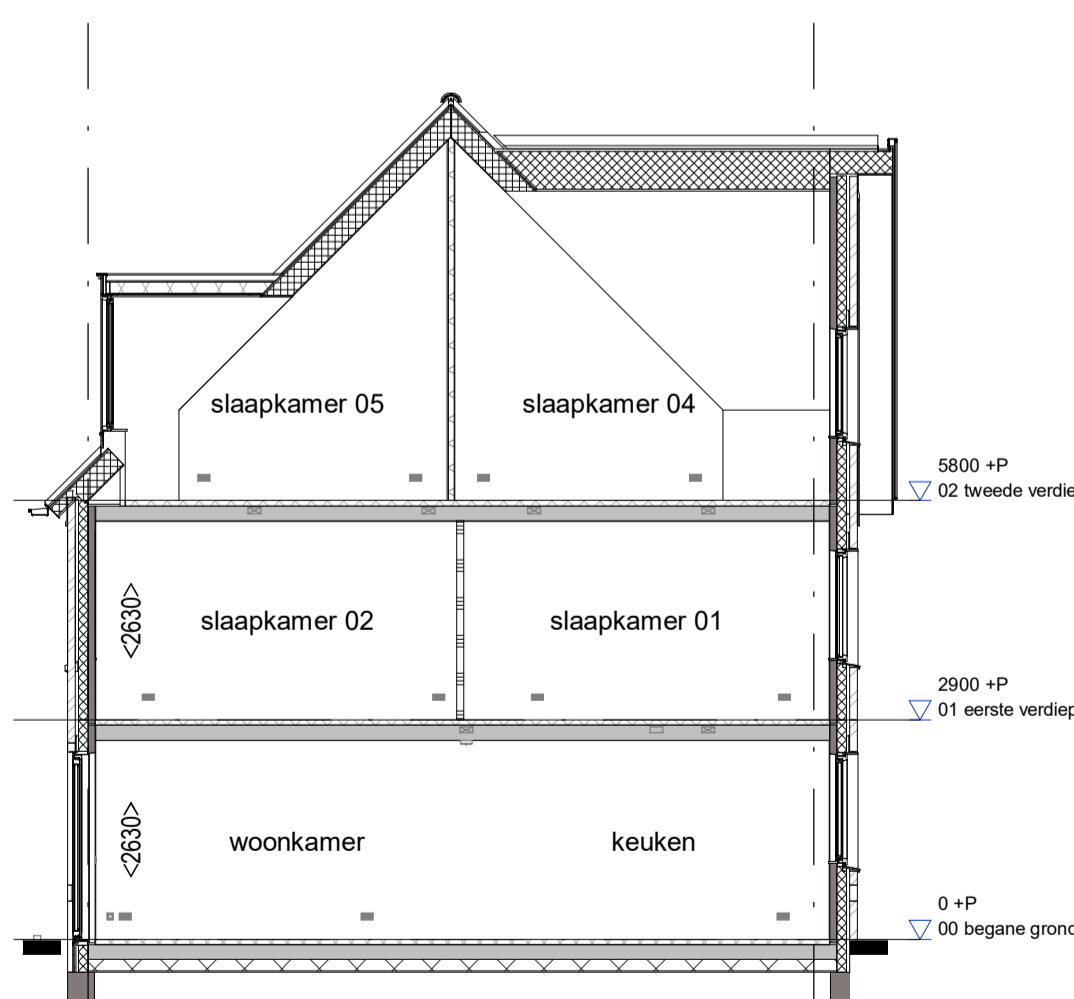 slaapkamer 05
slaapkamer 04
5800 +P
02 tweede verdie
<2630>
slaapkamer 02
slaapkamer 01
2900 +P
01 eerste verdiep
<2630>
woonkamer
keuken
0 +P
00 begane grond